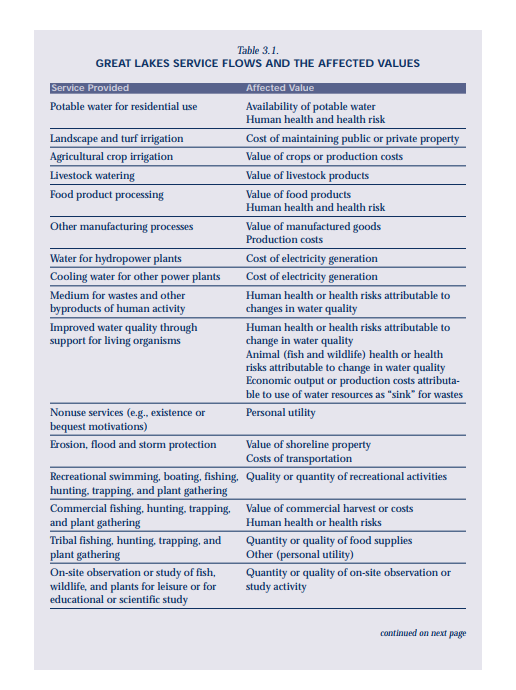 Table 3.1.
GREAT LAKES SERVICE FLOWS AND THE AFFECTED VALUES
Service Provided Affected Value
Potable water for residential use Availability of potable water
Human health and health risk
Landscape and turf irrigation Cost of maintaining public or private property
Agricultural crop irrigation Value of crops or production costs
Livestock watering Value of livestock products
Food product processing Value of food products
Human health and health risk
Other manufacturing processes Value of manufactured goods
Production costs
Water for hydropower plants Cost of electricity generation
Cooling water for other power plants Cost of electricity generation
Medium for wastes and other Human health or health risks attributable to
byproducts of human activity changes in water quality
Improved water quality through Human health or health risks attributable to
support for living organisms change in water quality
Animal (fish and wildlife) health or health
risks attributable to change in water quality
Economic output or production costs attributa-
ble to use of water resources as “sink” for wastes
Nonuse services (e.g., existence or Personal utility
bequest motivations)
Erosion, flood and storm protection Value of shoreline property
Costs of transportation
Recreational swimming, boating, fishing, Quality or quantity of recreational activities
hunting, trapping, and plant gathering
Commercial fishing, hunting, trapping, Value of commercial harvest or costs
and plant gathering Human health or health risks
Tribal fishing, hunting, trapping, and Quantity or quality of food supplies
plant gathering Other (personal utility)
On-site observation or study of fish, Quantity or quality of on-site observation or
wildlife, and plants for leisure or for study activity
educational or scientific study
continued on next page